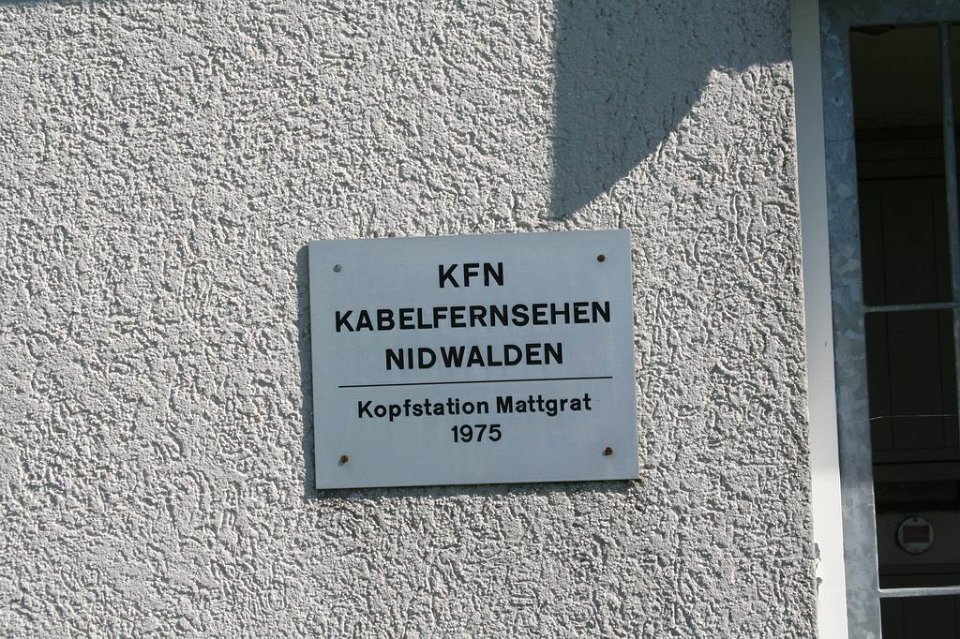 KFN
KABELFERNSEHEN
NIDWALDEN
Kopfstation Mattgrat
1975